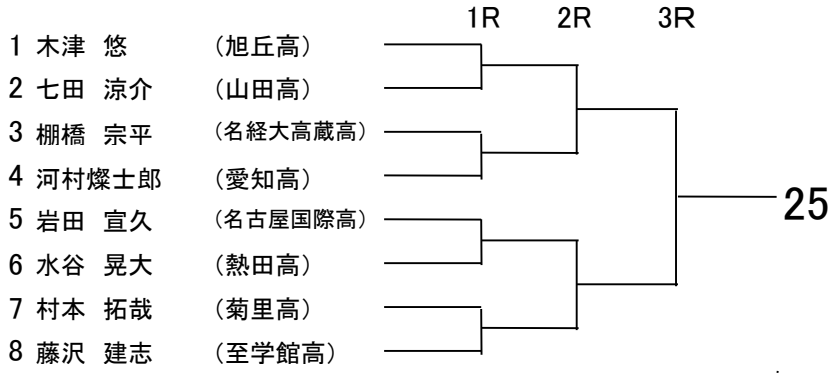 1R 2R 3R
1 木津 悠 (旭丘高)
2 七田 涼介 (山田高)
3 棚橋 宗平 (名経大高蔵高)
4 河村燦士郎 (愛知高)
5 岩田 宣久 (名古屋国際高)
25
6 水谷 晃大 (熱田高)
7 村本 拓哉 (菊里高)
8 藤沢 建志 (至学館高)